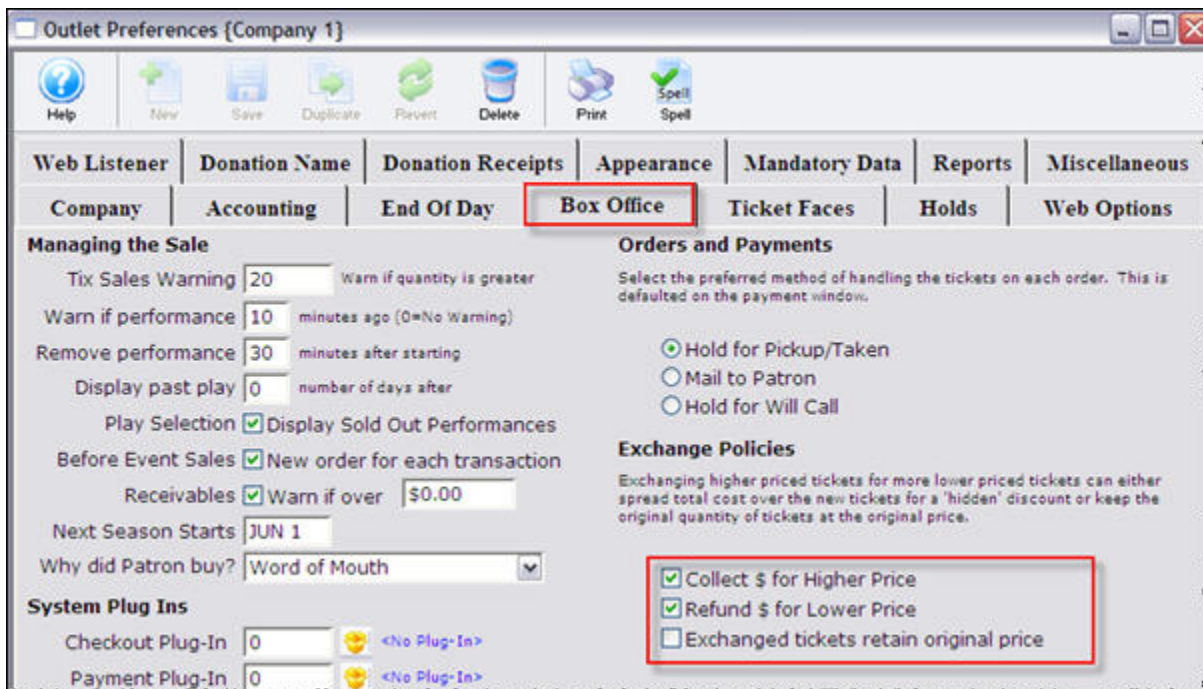 Outlet Preferences {Company 1}
Help New Save Duplicate Revert Delete Print Spell Spell
Web Listener Donation Name Donation Receipts Appearance Mandatory Data Reports Miscellaneous
Company Accounting End Of Day Box Office Ticket Faces Holds Web Options
Managing the Sale
Tix Sales Warning 20 Warn if quantity is greater
Warn if performance 10 minutes ago (0=No Warning)
Remove performance 30 minutes after starting
Display past play 0 number of days after
Play Selection Display Sold Out Performances
Before Event Sales New order for each transaction
Receivables Warn if over $0.00
Next Season Starts JUN 1
Why did Patron buy? Word of Mouth
System Plug Ins
Checkout Plug-In 0 <No Plug-In>
Payment Plug-In 0 <No Plug-In>
Orders and Payments
Select the preferred method of handling the tickets on each order. This is
defaulted on the payment window.
Hold for Pickup/Taken
Mail to Patron
Hold for Will Call
Exchange Policies
Exchanging higher priced tickets for more lower priced tickets can either
spread total cost over the new tickets for a 'hidden' discount or keep the
original quantity of tickets at the original price.
Collect $ for Higher Price
Refund $ for Lower Price
Exchanged tickets retain original price